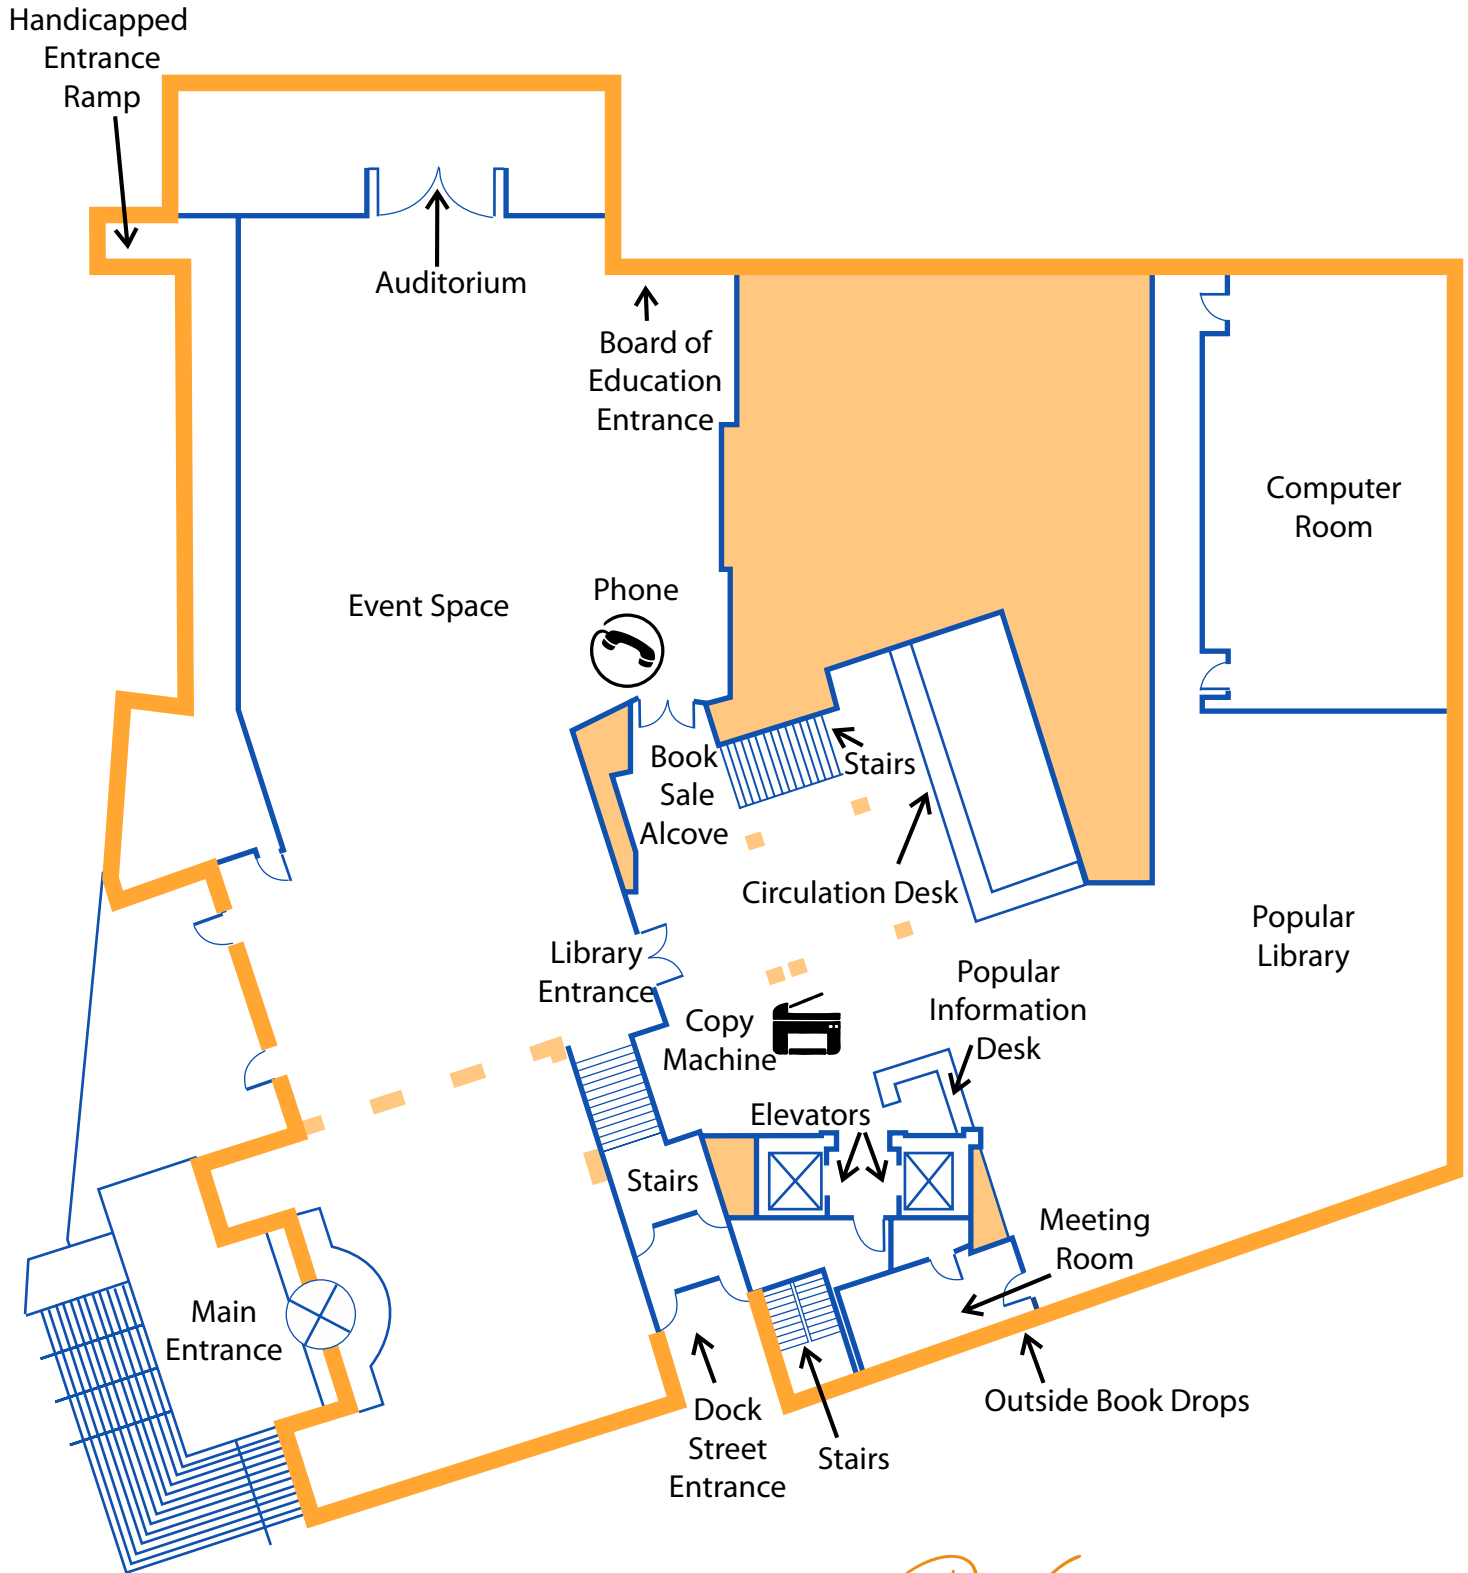 Handicapped
Entrance
Ramp
Auditorium
Board of
Education
Entrance
Computer
Room
Phone
Event Space
Book
Sale
Alcove
Stairs
Circulation Desk
Popular
Library
Library
Entrance
Popular
Information
Desk
Copy
Machine
Elevators
Stairs
Meeting
Room
Main
Entrance
Outside Book Drops
Dock
Street
Entrance
Stairs